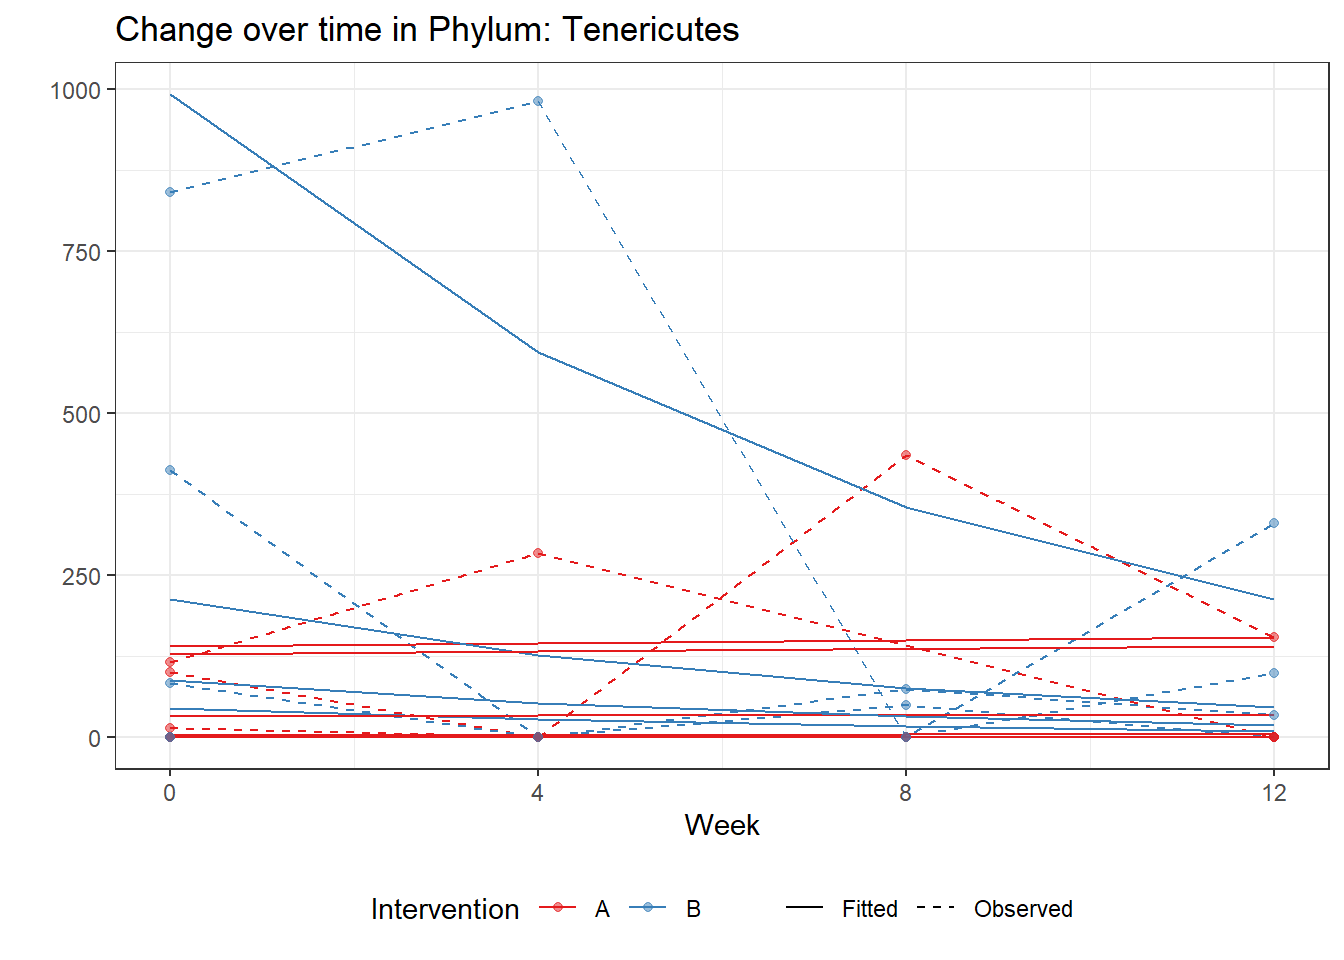 Change over time in Phylum: Tenericutes
1000
750
500
250
0
0 4 8 12
Week
Intervention A B Fitted Observed